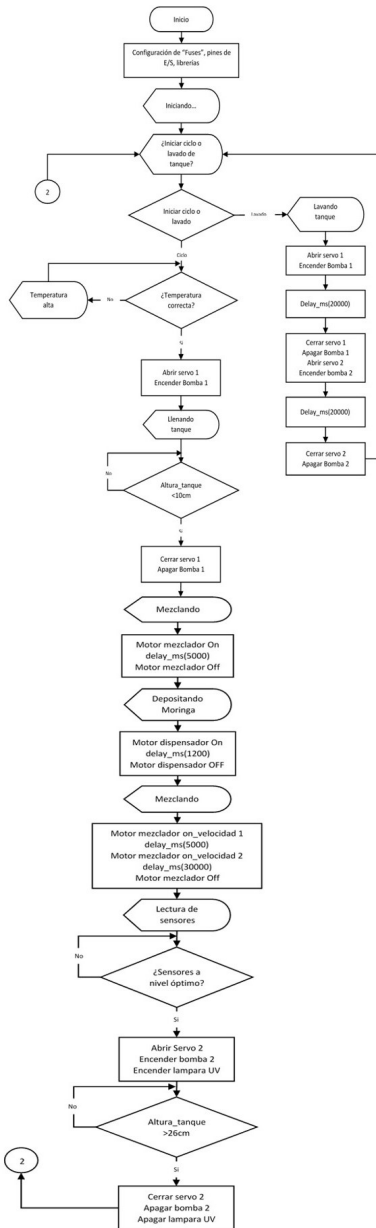 Inicio
Configuración de "Fuses", pines de
E/S, librerías
Iniciando...
¿Iniciar ciclo o
lavado de
tanque?
2
Iniciar ciclo o
lavado
Lavado
Lavando
tanque
Ciclo
Abrir servo 1
Encender Bomba 1
Temperatura
alta
No
¿Temperatura
correcta?
Delay_ms(20000)
Si
Cerrar servo 1
Apagar Bomba 1
Abrir servo 2
Encender bomba 2
Abrir servo 1
Encender Bomba 1
Delay_ms(20000)
Llenando
tanque
Cerrar servo 2
Apagar Bomba 2
No
Altura_tanque
<10cm
Si
Cerrar servo 1
Apagar Bomba 1
Mezclando
Motor mezclador On
delay_ms(5000)
Motor mezclador Off
Depositando
Moringa
Motor dispensador On
delay_ms(1200)
Motor dispensador OFF
Mezclando
Motor mezclador on_velocidad 1
delay_ms(5000)
Motor mezclador on_velocidad 2
delay_ms(30000)
Motor mezclador Off
Lectura de
sensores
No
¿Sensores a
nivel óptimo?
Si
Abrir Servo 2
Encender bomba 2
Encender lampara UV
No
Altura_tanque
>26cm
Si
2
Cerrar servo 2
Apagar bomba 2
Apagar lampara UV